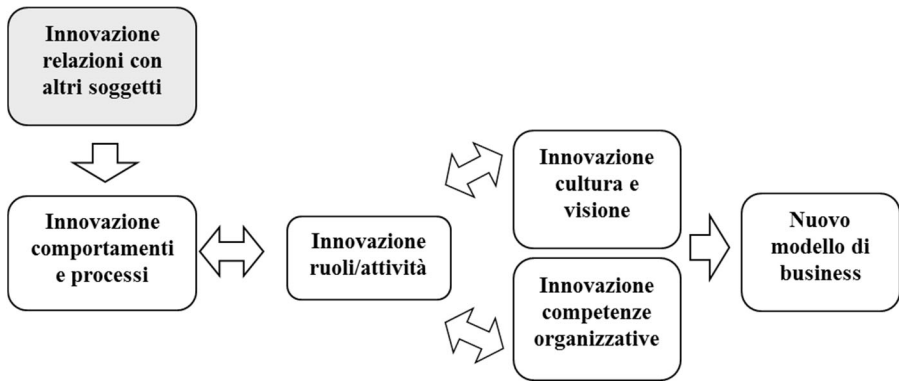 Innovazione
relazioni con
altri soggetti
Innovazione
comportamenti
e processi
Innovazione
ruoli/attività
Innovazione
cultura e
visione
Innovazione
competenze
organizzative
Nuovo
modello di
business